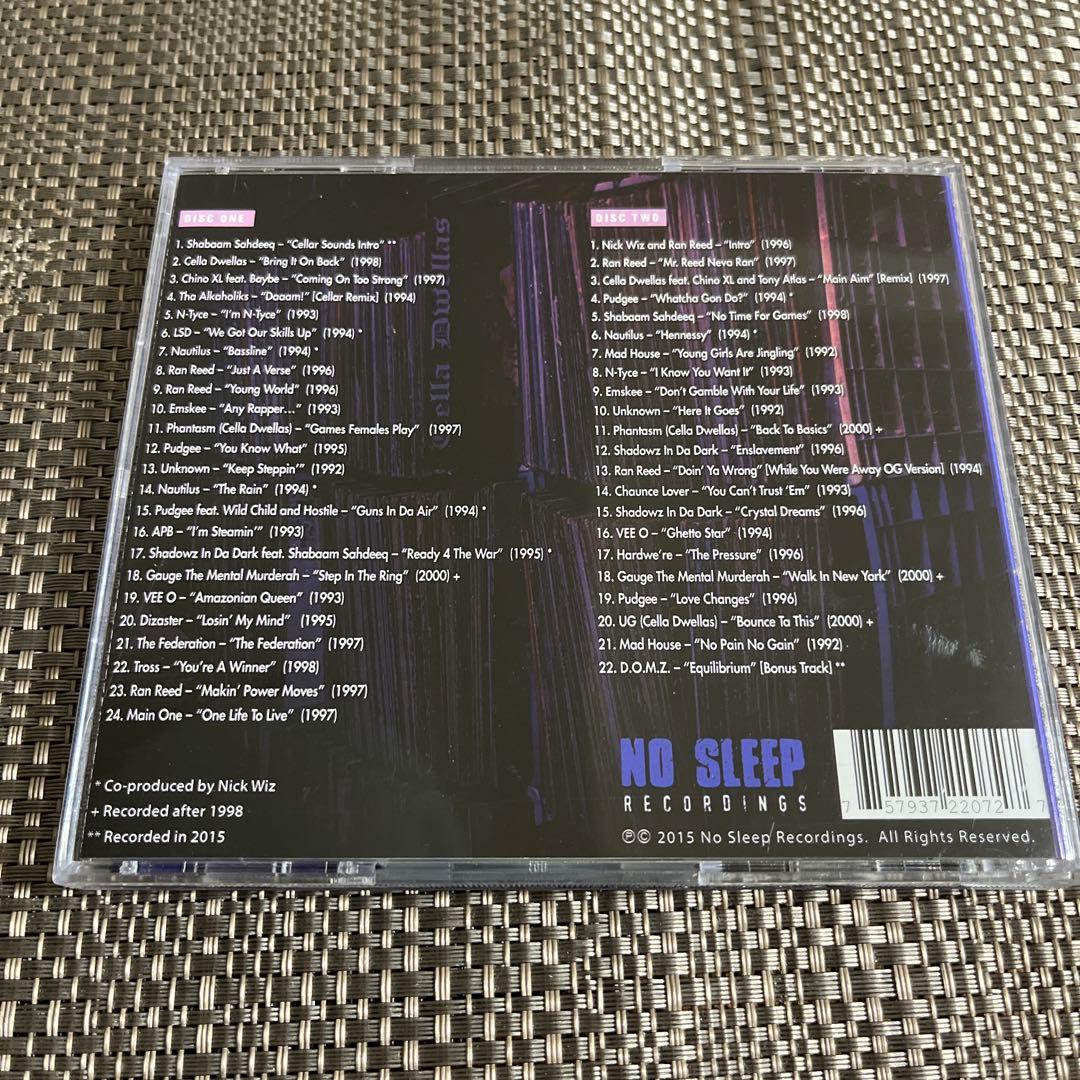 DISC ONE
1. Shabaam Sahdeeq – “Cellar Sounds Intro” **
2. Cella Dwellas – “Bring It On Back” (1998)
3. Chino XL feat. Baybe – “Coming On Too Strong” (1997)
4. Tha Alkaholiks – “Daaam!” [Cellar Remix] (1994)
5. N-Tyce – “I’m N-Tyce” (1993)
6. LSD – “We Got Our Skills Up” (1994) *
7. Nautilus – “Bassline” (1994) *
8. Ran Reed – “Just A Verse” (1996)
9. Ran Reed – “Young World” (1996)
10. Emskee – “Any Rapper...” (1993)
11. Phantasm (Cella Dwellas) – “Games Females Play” (1997)
12. Pudgee – “You Know What” (1995)
13. Unknown – “Keep Steppin’” (1992)
14. Nautilus – “The Rain” (1994) *
15. Pudgee feat. Wild Child and Hostile – “Guns In Da Air” (1994) *
16. APB – “I’m Steamin’” (1993)
17. Shadowz In Da Dark feat. Shabaam Sahdeeq – “Ready 4 The War” (1995) *
18. Gauge The Mental Murderah – “Step In The Ring” (2000) +
19. VEE O – “Amazonian Queen” (1993)
20. Dizaster – “Losin’ My Mind” (1995)
21. The Federation – “The Federation” (1997)
22. Tross – “You’re A Winner” (1998)
23. Ran Reed – “Makin’ Power Moves” (1997)
24. Main One – “One Life To Live” (1997)
* Co-produced by Nick Wiz
+ Recorded after 1998
** Recorded in 2015
Cella Dwellas
DISC TWO
1. Nick Wiz and Ran Reed – “Intro” (1996)
2. Ran Reed – “Mr. Reed Neva Ran” (1997)
3. Cella Dwellas feat. Chino XL and Tony Atlas – “Main Aim” [Remix] (1997)
4. Pudgee – “Whatcha Gon Do?” (1994) *
5. Shabaam Sahdeeq – “No Time For Games” (1998)
6. Nautilus – “Hennessy” (1994) *
7. Mad House – “Young Girls Are Jingling” (1992)
8. N-Tyce – “I Know You Want It” (1993)
9. Emskee – “Don’t Gamble With Your Life” (1993)
10. Unknown – “Here It Goes” (1992)
11. Phantasm (Cella Dwellas) – “Back To Basics” (2000) +
12. Shadowz In Da Dark – “Enslavement” (1996)
13. Ran Reed – “Doin’ Ya Wrong” [While You Were Away OG Version] (1994)
14. Chaunce Lover – “You Can’t Trust ‘Em” (1993)
15. Shadowz In Da Dark – “Crystal Dreams” (1996)
16. VEE O – “Ghetto Star” (1994)
17. Hardwe’re – “The Pressure” (1996)
18. Gauge The Mental Murderah – “Walk In New York” (2000) +
19. Pudgee – “Love Changes” (1996)
20. UG (Cella Dwellas) – “Bounce Ta This” (2000) +
21. Mad House – “No Pain No Gain” (1992)
22. D.O.M.Z. – “Equilibrium” [Bonus Track] **
NO SLEEP
RECORDINGS
7 57937 22072 7
℗© 2015 No Sleep Recordings. All Rights Reserved.